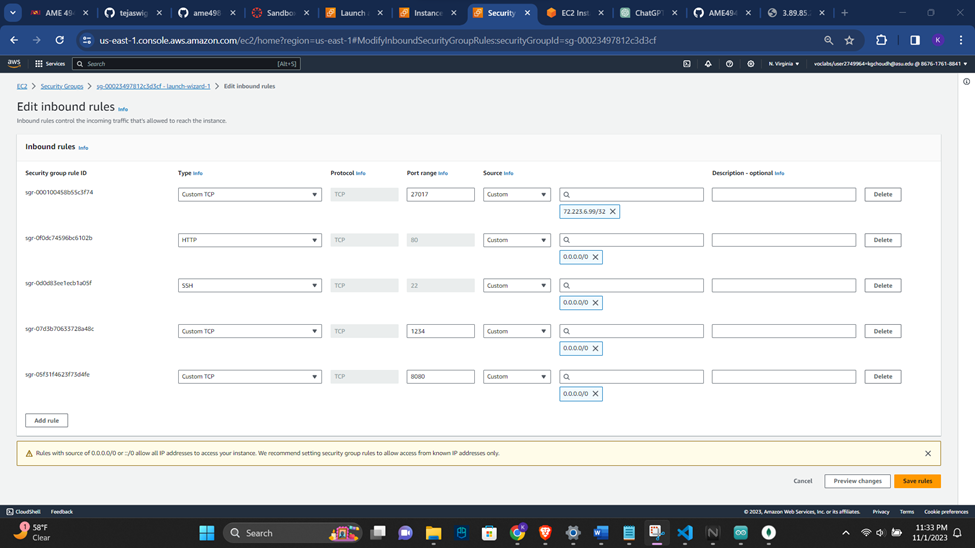 AME 494
tejaswig
ame498
Sandbox
Launch
Instance
Security
EC2 Inst
ChatGPT
AME494
3.89.85.
us-east-1.console.aws.amazon.com/ec2/home?region=us-east-1#ModifyInboundSecurityGroupRules:securityGroupId=sg-00023497812c3d3cf
K
aws Services Search [Alt+S] N. Virginia voclabs/user2749964=kgchoudh@asu.edu @ 8676-1761-8841
EC2 > Security Groups > sg-00023497812c3d3cf - launch-wizard-1 > Edit inbound rules
Edit inbound rules Info
Inbound rules control the incoming traffic that's allowed to reach the instance.
Inbound rules Info
Security group rule ID Type Info Protocol Info Port range Info Source Info Description - optional Info
sgr-000100458b55c3f74 Custom TCP TCP 27017 Custom Delete
72.223.6.99/32
sgr-0f0dc74596bc6102b HTTP TCP 80 Custom Delete
0.0.0.0/0
sgr-0d0d83ee1ecb1a05f SSH TCP 22 Custom Delete
0.0.0.0/0
sgr-07d3b70633728a48c Custom TCP TCP 1234 Custom Delete
0.0.0.0/0
sgr-05f31f4623f73d4fe Custom TCP TCP 8080 Custom Delete
0.0.0.0/0
Add rule
Rules with source of 0.0.0.0/0 or ::/0 allow all IP addresses to access your instance. We recommend setting security group rules to allow access from known IP addresses only.
Cancel Preview changes Save rules
CloudShell Feedback © 2023, Amazon Web Services, Inc. or its affiliates. Privacy Terms Cookie preferences
1
58°F
Clear
Search
11:33 PM
11/1/2023